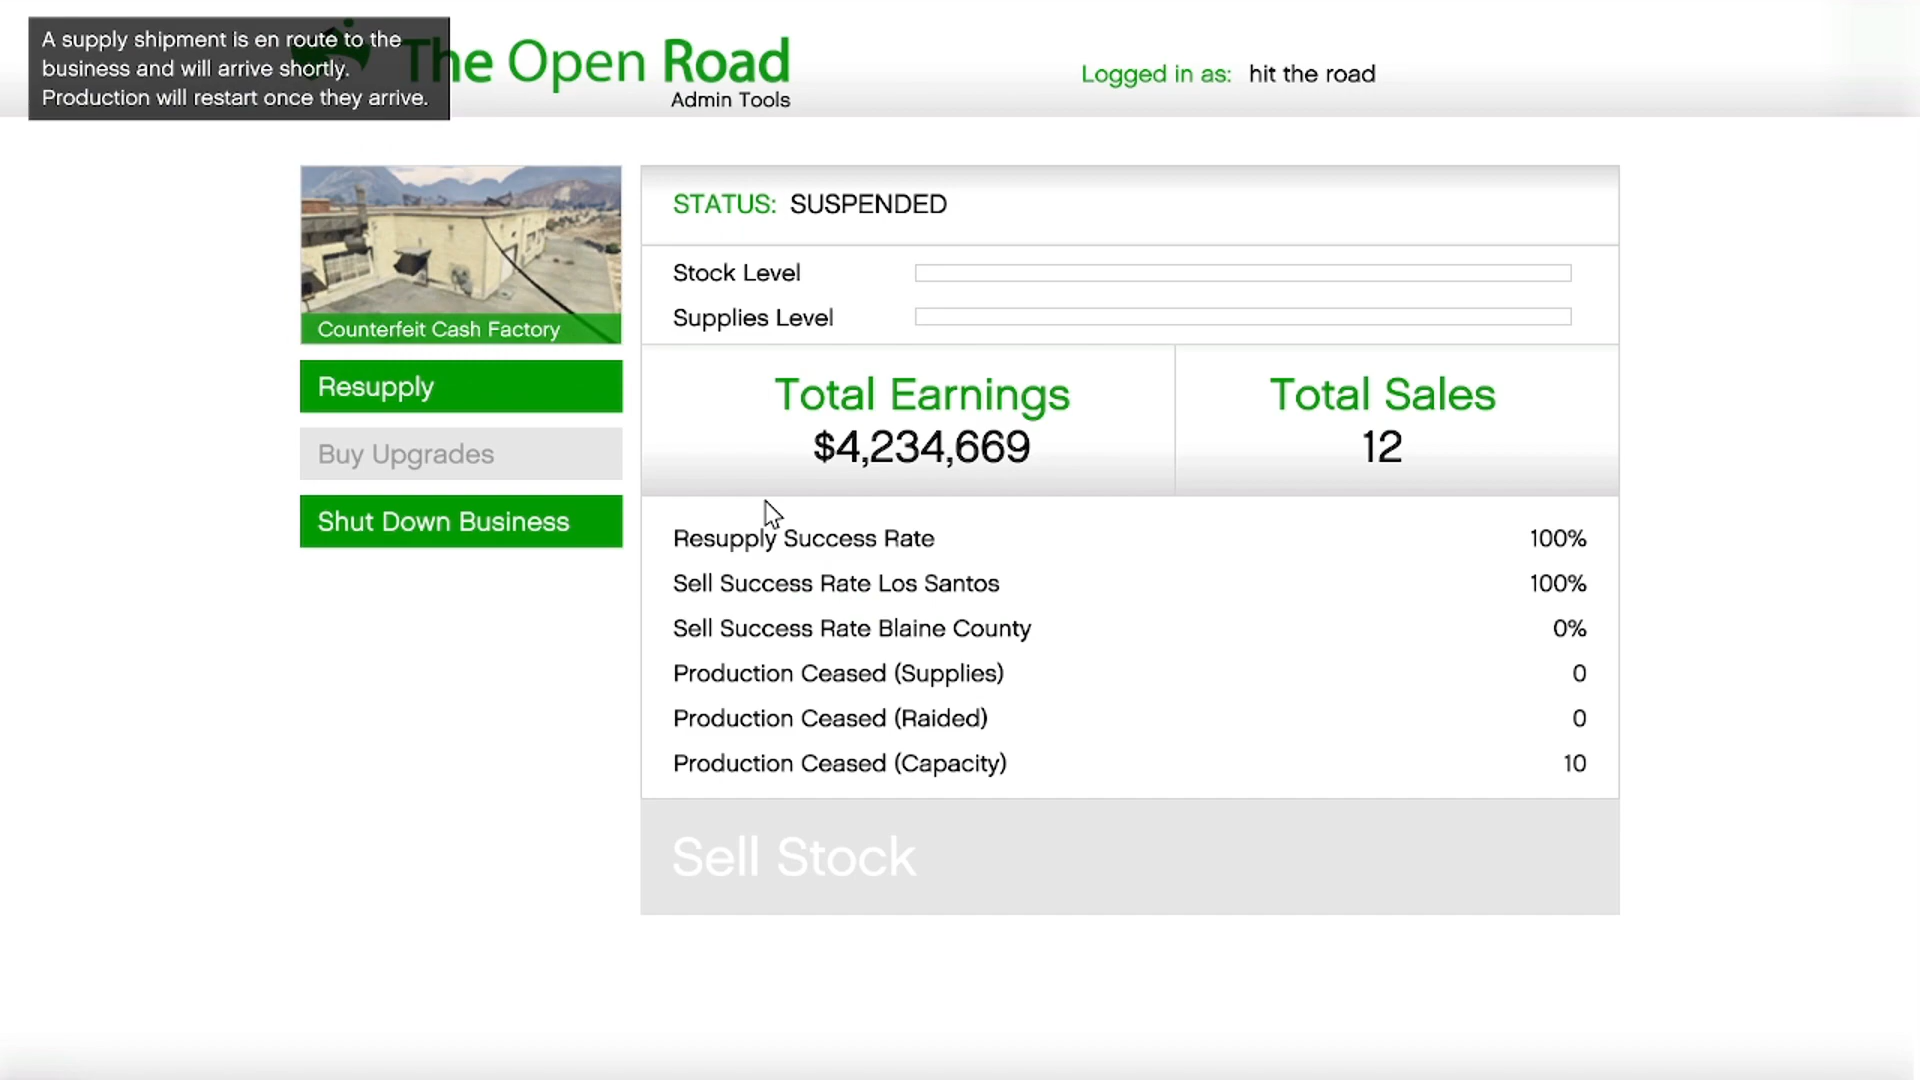 A supply shipment is en route to the
business and will arrive shortly.
Production will restart once they arrive.
The Open Road
Admin Tools
Logged in as: hit the road
Counterfeit Cash Factory
Resupply
Buy Upgrades
Shut Down Business
STATUS: SUSPENDED
Stock Level
Supplies Level
Total Earnings
$4,234,669
Total Sales
12
Resupply Success Rate 100%
Sell Success Rate Los Santos 100%
Sell Success Rate Blaine County 0%
Production Ceased (Supplies) 0
Production Ceased (Raided) 0
Production Ceased (Capacity) 10
Sell Stock